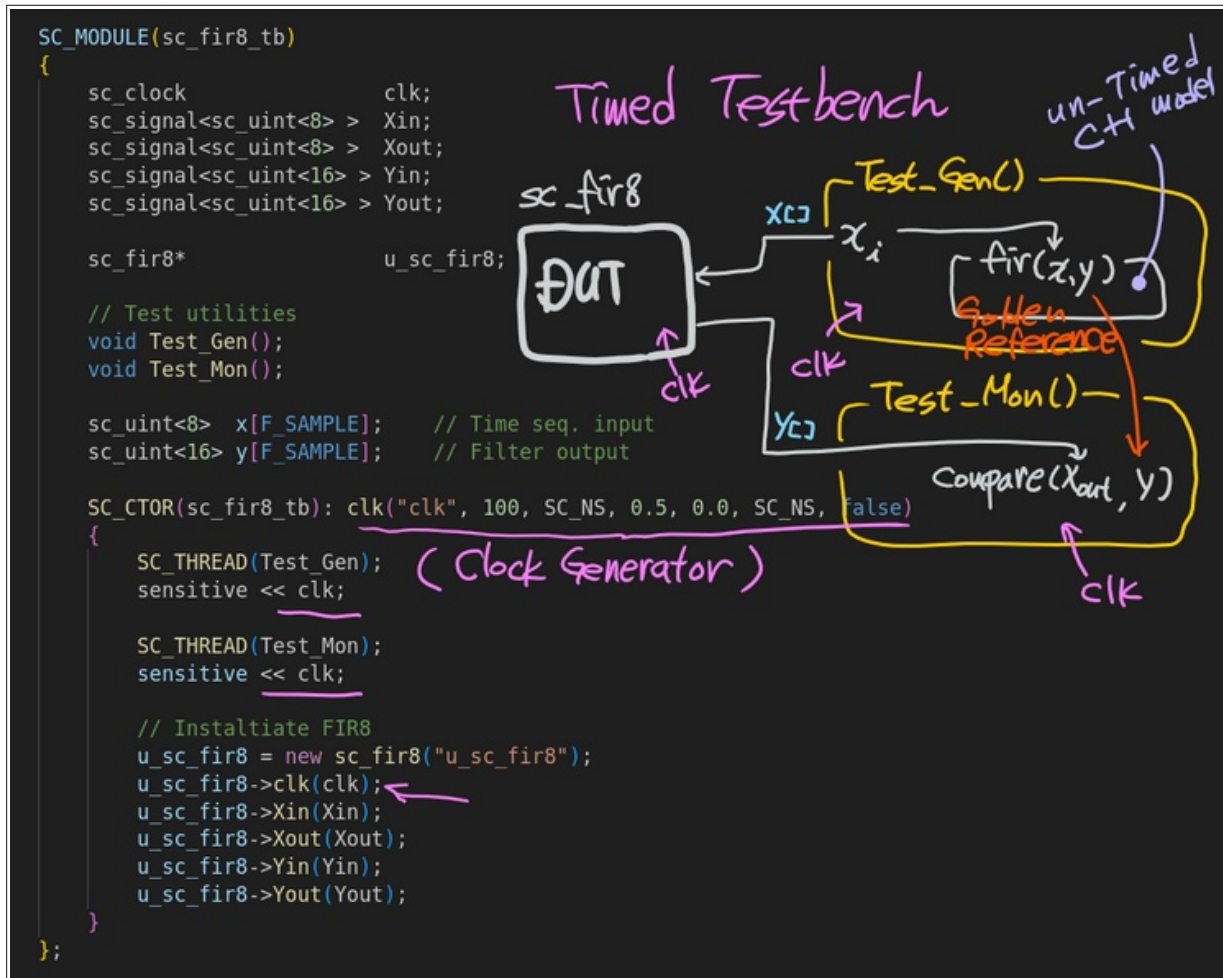 SC_MODULE(sc_fir8_tb)
{
sc_clock clk;
sc_signal<sc_uint<8> > Xin;
sc_signal<sc_uint<8> > Xout;
sc_signal<sc_uint<16> > Yin;
sc_signal<sc_uint<16> > Yout;
sc_fir8* u_sc_fir8;
// Test utilities
void Test_Gen();
void Test_Mon();
sc_uint<8> x[F_SAMPLE]; // Time seq. input
sc_uint<16> y[F_SAMPLE]; // Filter output
SC_CTOR(sc_fir8_tb): clk("clk", 100, SC_NS, 0.5, 0.0, SC_NS, false)
{
SC_THREAD(Test_Gen);
sensitive << clk;
SC_THREAD(Test_Mon);
sensitive << clk;
// Instaltiate FIR8
u_sc_fir8 = new sc_fir8("u_sc_fir8");
u_sc_fir8->clk(clk);
u_sc_fir8->Xin(Xin);
u_sc_fir8->Xout(Xout);
u_sc_fir8->Yin(Yin);
u_sc_fir8->Yout(Yout);
}
};
Timed Testbench
un-Timed
C++ model
sc_fir8
DUT
clk
Test_Gen()
X[]
xi
fir(x,y)
Golden
Reference
clk
Test_Mon()
Y[]
compare(Xout, y)
clk
(Clock Generator)